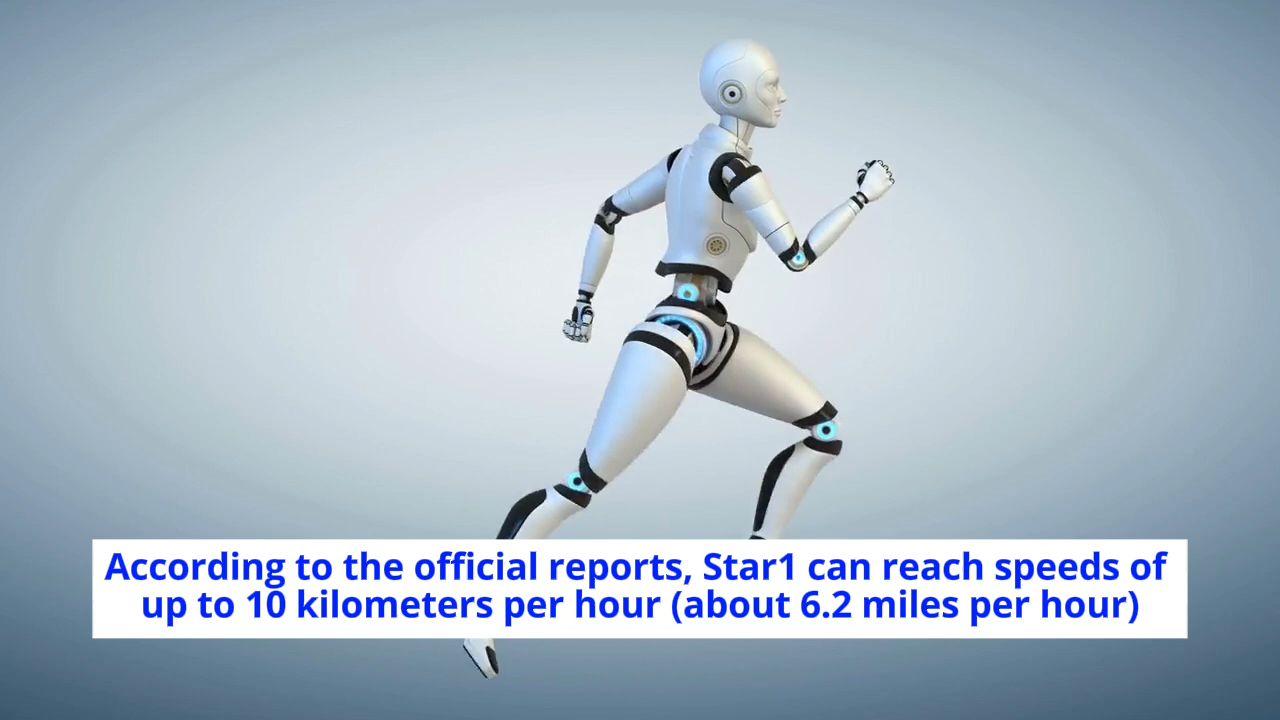 According to the official reports, Star1 can reach speeds of
up to 10 kilometers per hour (about 6.2 miles per hour)